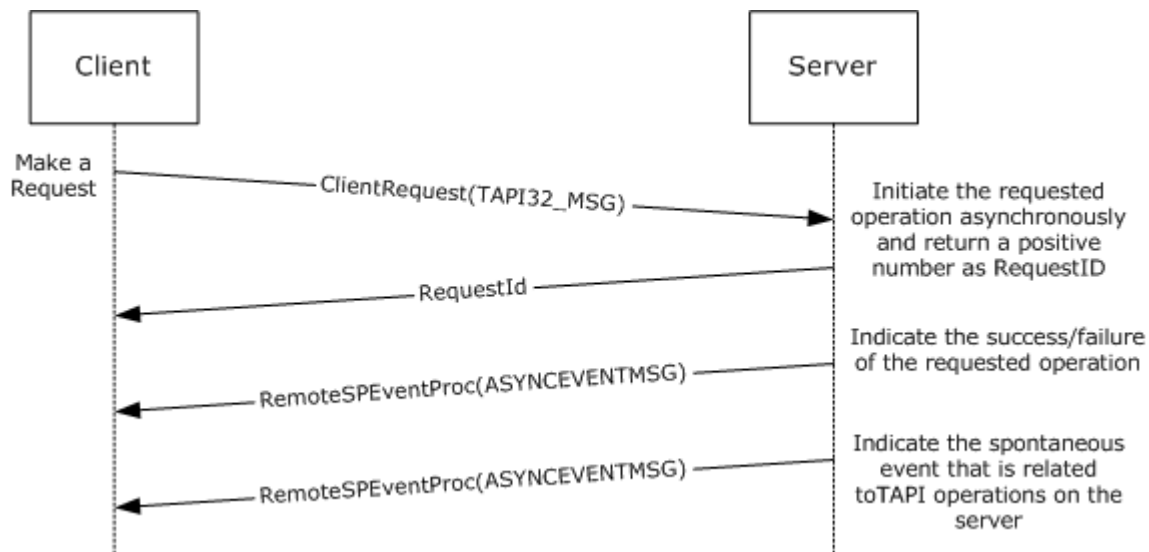 Client
Server
Make a
Request
ClientRequest(TAPI32_MSG)
Initiate the requested
operation asynchronously
and return a positive
number as RequestID
RequestId
Indicate the success/failure
of the requested operation
RemoteSPEventProc(ASYNCEVENTMSG)
Indicate the spontaneous
event that is related
toTAPI operations on the
server
RemoteSPEventProc(ASYNCEVENTMSG)